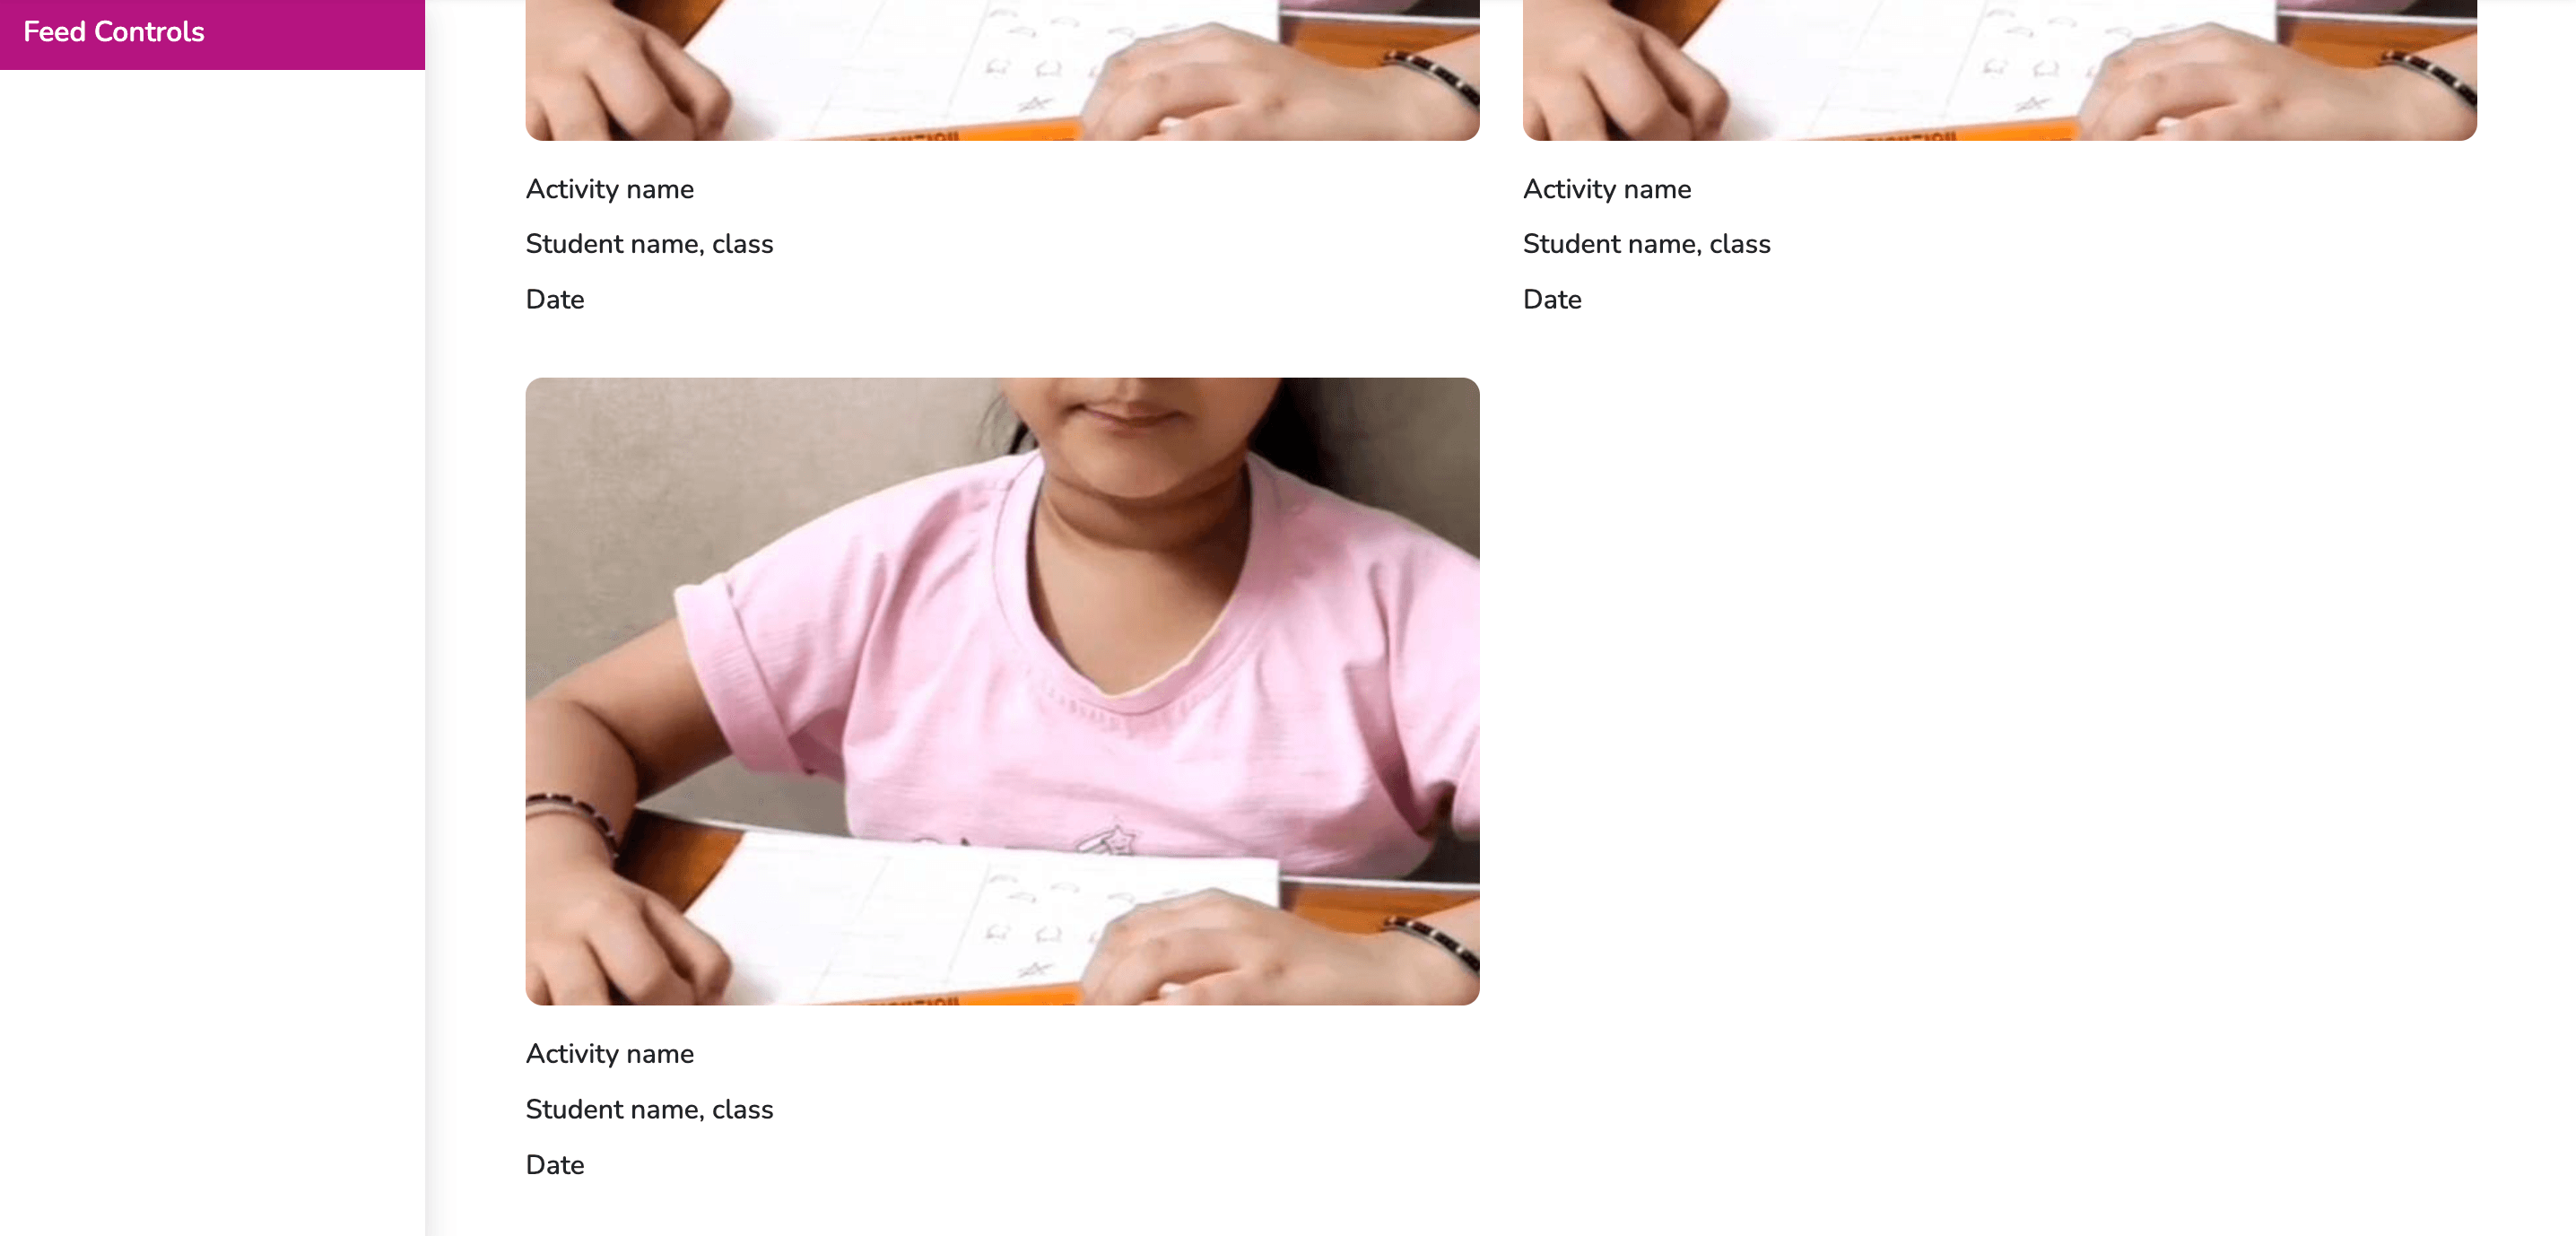 Feed Controls
Activity name
Student name, class
Date
Activity name
Student name, class
Date
Activity name
Student name, class
Date